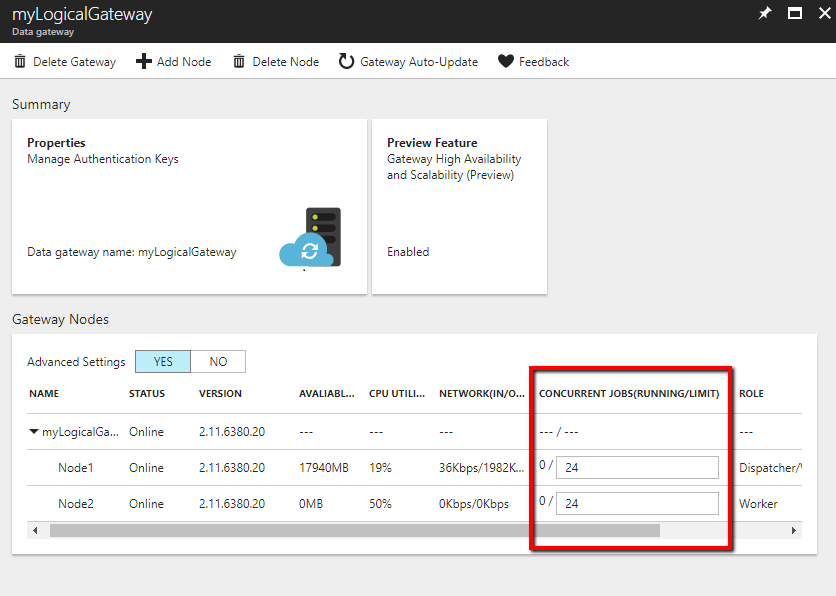 myLogicalGateway
Data gateway
Delete Gateway Add Node Delete Node Gateway Auto-Update Feedback
Summary
Properties
Manage Authentication Keys
Data gateway name: myLogicalGateway
Preview Feature
Gateway High Availability
and Scalability (Preview)
Enabled
Gateway Nodes
Advanced Settings YES NO
NAME STATUS VERSION AVALIABL... CPU UTILI... NETWORK(IN/O... CONCURRENT JOBS(RUNNING/LIMIT) ROLE
myLogicalGa... Online 2.11.6380.20 --- --- --- --- / --- ---
Node1 Online 2.11.6380.20 17940MB 19% 36Kbps/1982K... 0 / 24 Dispatcher/
Node2 Online 2.11.6380.20 0MB 50% 0Kbps/0Kbps 0 / 24 Worker